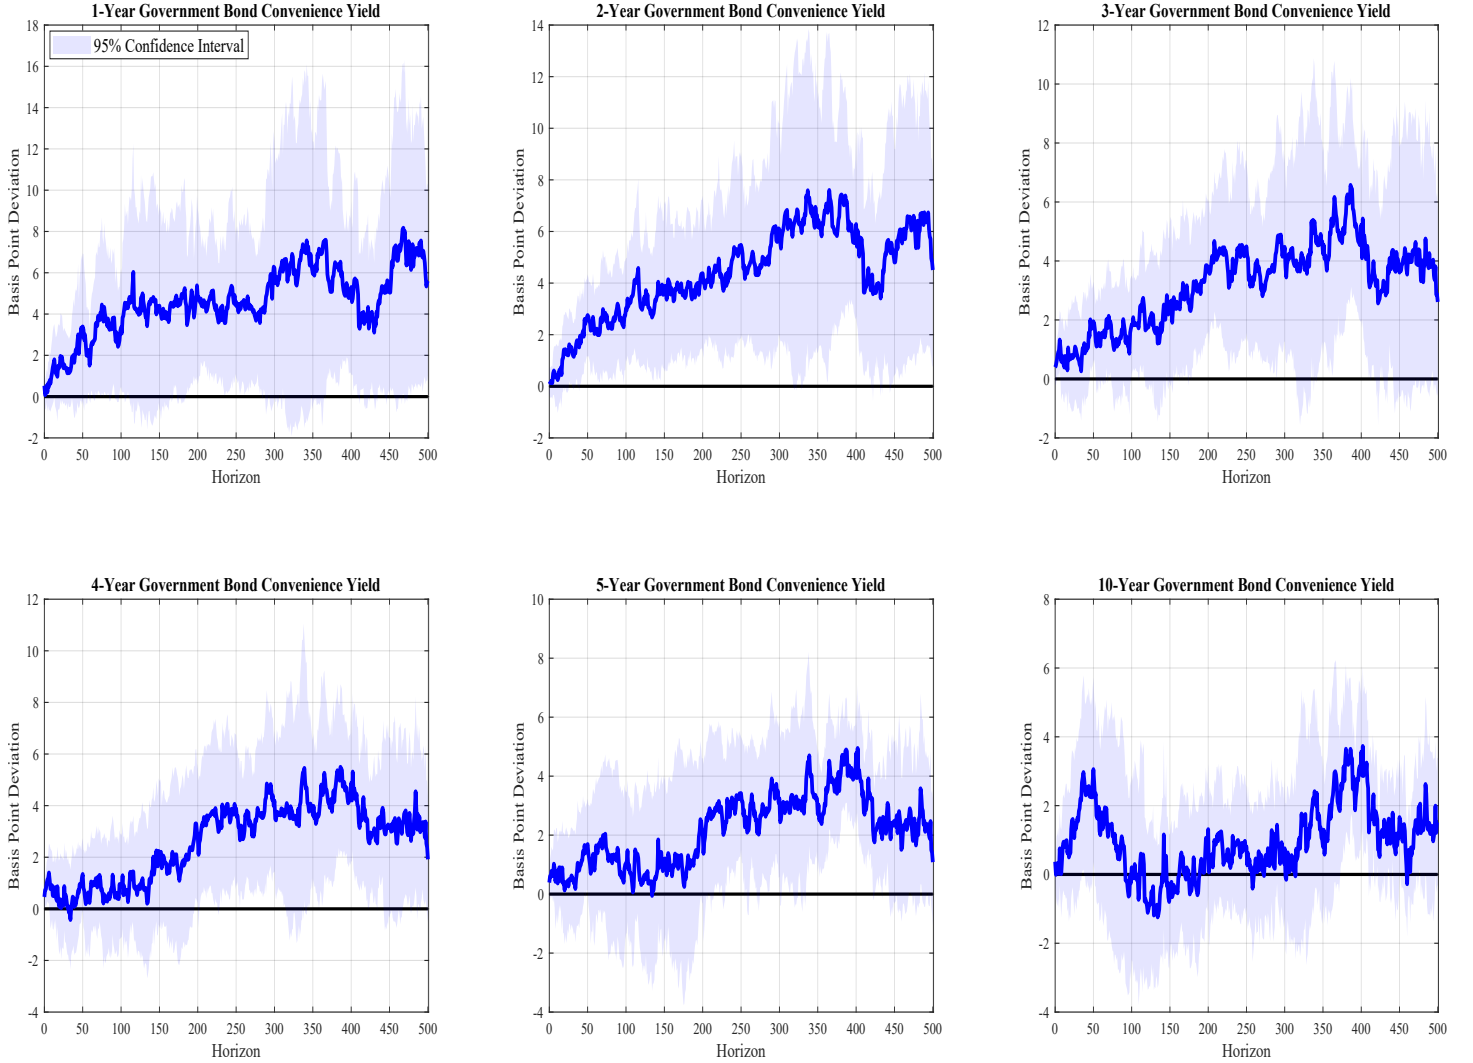 1-Year Government Bond Convenience Yield
18
16
14
12
10
8
6
4
2
0
-2
95% Confidence Interval
Basis Point Deviation
0 50 100 150 200 250 300 350 400 450 500
Horizon
2-Year Government Bond Convenience Yield
14
12
10
8
6
4
2
0
-2
Basis Point Deviation
0 50 100 150 200 250 300 350 400 450 500
Horizon
3-Year Government Bond Convenience Yield
12
10
8
6
4
2
0
-2
Basis Point Deviation
0 50 100 150 200 250 300 350 400 450 500
Horizon
4-Year Government Bond Convenience Yield
12
10
8
6
4
2
0
-2
-4
Basis Point Deviation
0 50 100 150 200 250 300 350 400 450 500
Horizon
5-Year Government Bond Convenience Yield
10
8
6
4
2
0
-2
-4
Basis Point Deviation
0 50 100 150 200 250 300 350 400 450 500
Horizon
10-Year Government Bond Convenience Yield
8
6
4
2
0
-2
-4
Basis Point Deviation
0 50 100 150 200 250 300 350 400 450 500
Horizon